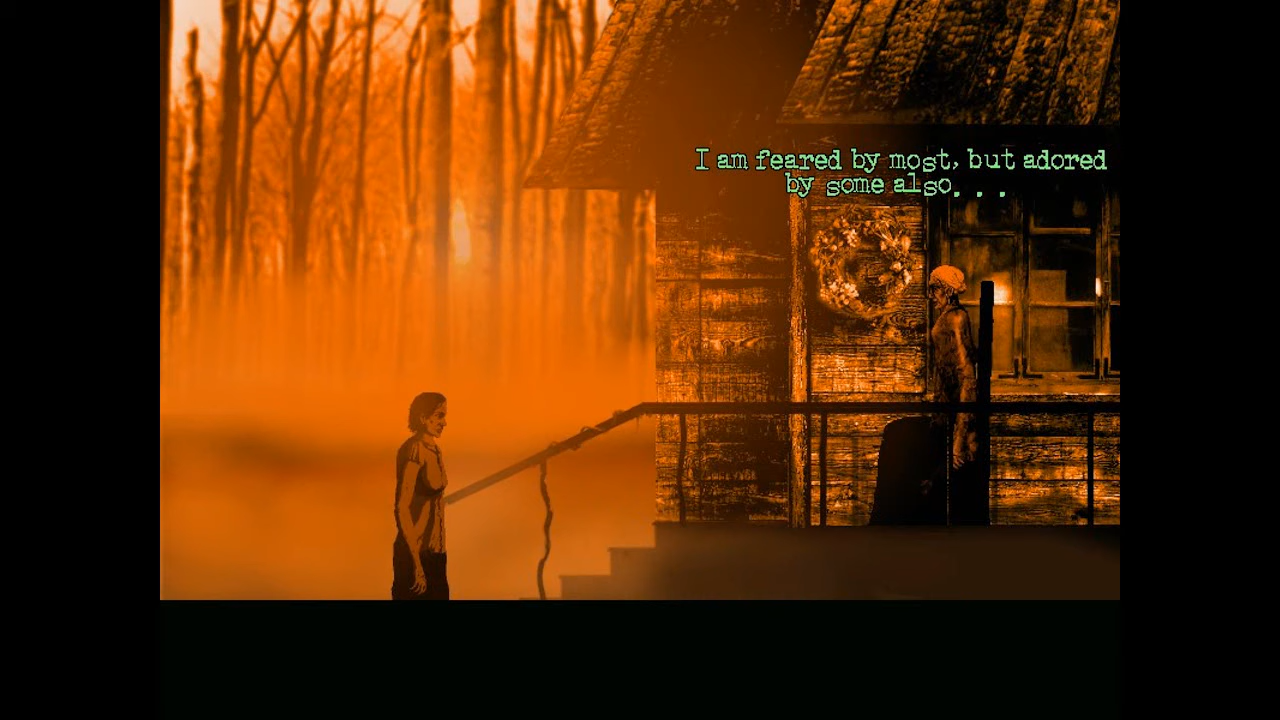 I am feared by most, but adored
by some also. . .